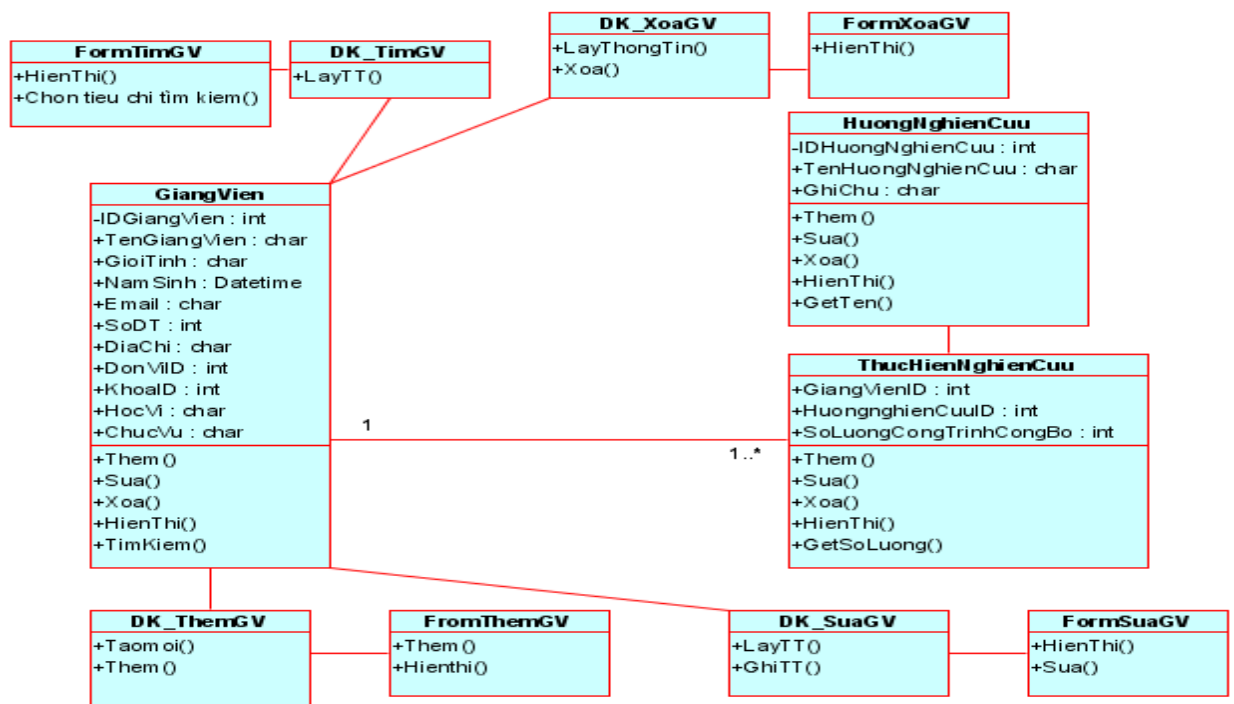 DK_XoaGV
+LayThongTin()
+Xoa()
FormXoaGV
+HienThi()
FormTimGV
+HienThi()
+Chon tieu chi tìm kiem()
DK_TimGV
+LayTT()
HuongNghienCuu
-IDHuongNghienCuu : int
+TenHuongNghienCuu : char
+GhiChu : char
+Them()
+Sua()
+Xoa()
+HienThi()
+GetTen()
GiangVien
-IDGiangVien : int
+TenGiangVien : char
+GioiTinh : char
+NamSinh : Datetime
+Email : char
+SoDT : int
+DiaChi : char
+DonViID : int
+KhoaID : int
+HocVi : char
+ChucVu : char
+Them()
+Sua()
+Xoa()
+HienThi()
+TimKiem()
1
1..*
ThucHienNghienCuu
+GiangVienID : int
+HuongnghienCuuID : int
+SoLuongCongTrinhCongBo : int
+Them()
+Sua()
+Xoa()
+HienThi()
+GetSoLuong()
DK_ThemGV
+Taomoi()
+Them()
FromThemGV
+Them()
+Hienthi()
DK_SuaGV
+LayTT()
+GhiTT()
FormSuaGV
+HienThi()
+Sua()